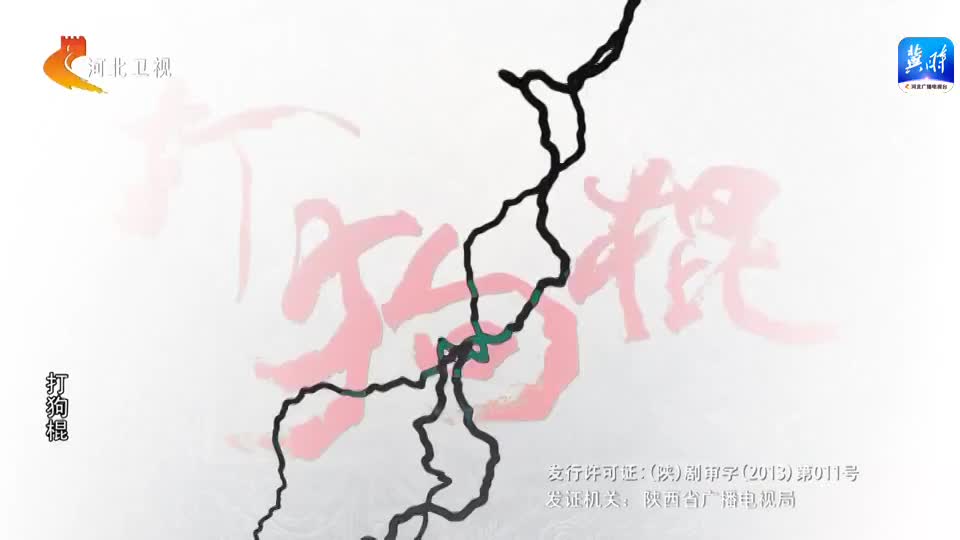 河北卫视
冀时
河北广播电视台
打狗棍
打狗棍
发行许可证：(陕)剧审字(2013)第011号
发证机关：陕西省广播电视局